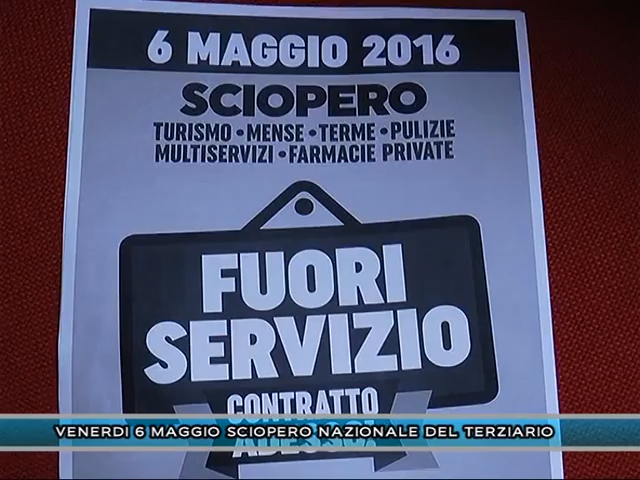 6 MAGGIO 2016
SCIOPERO
TURISMO • MENSE • TERME • PULIZIE
MULTISERVIZI • FARMACIE PRIVATE
FUORI
SERVIZIO
CONTRATTO
ADESSO!
VENERDI 6 MAGGIO SCIOPERO NAZIONALE DEL TERZIARIO